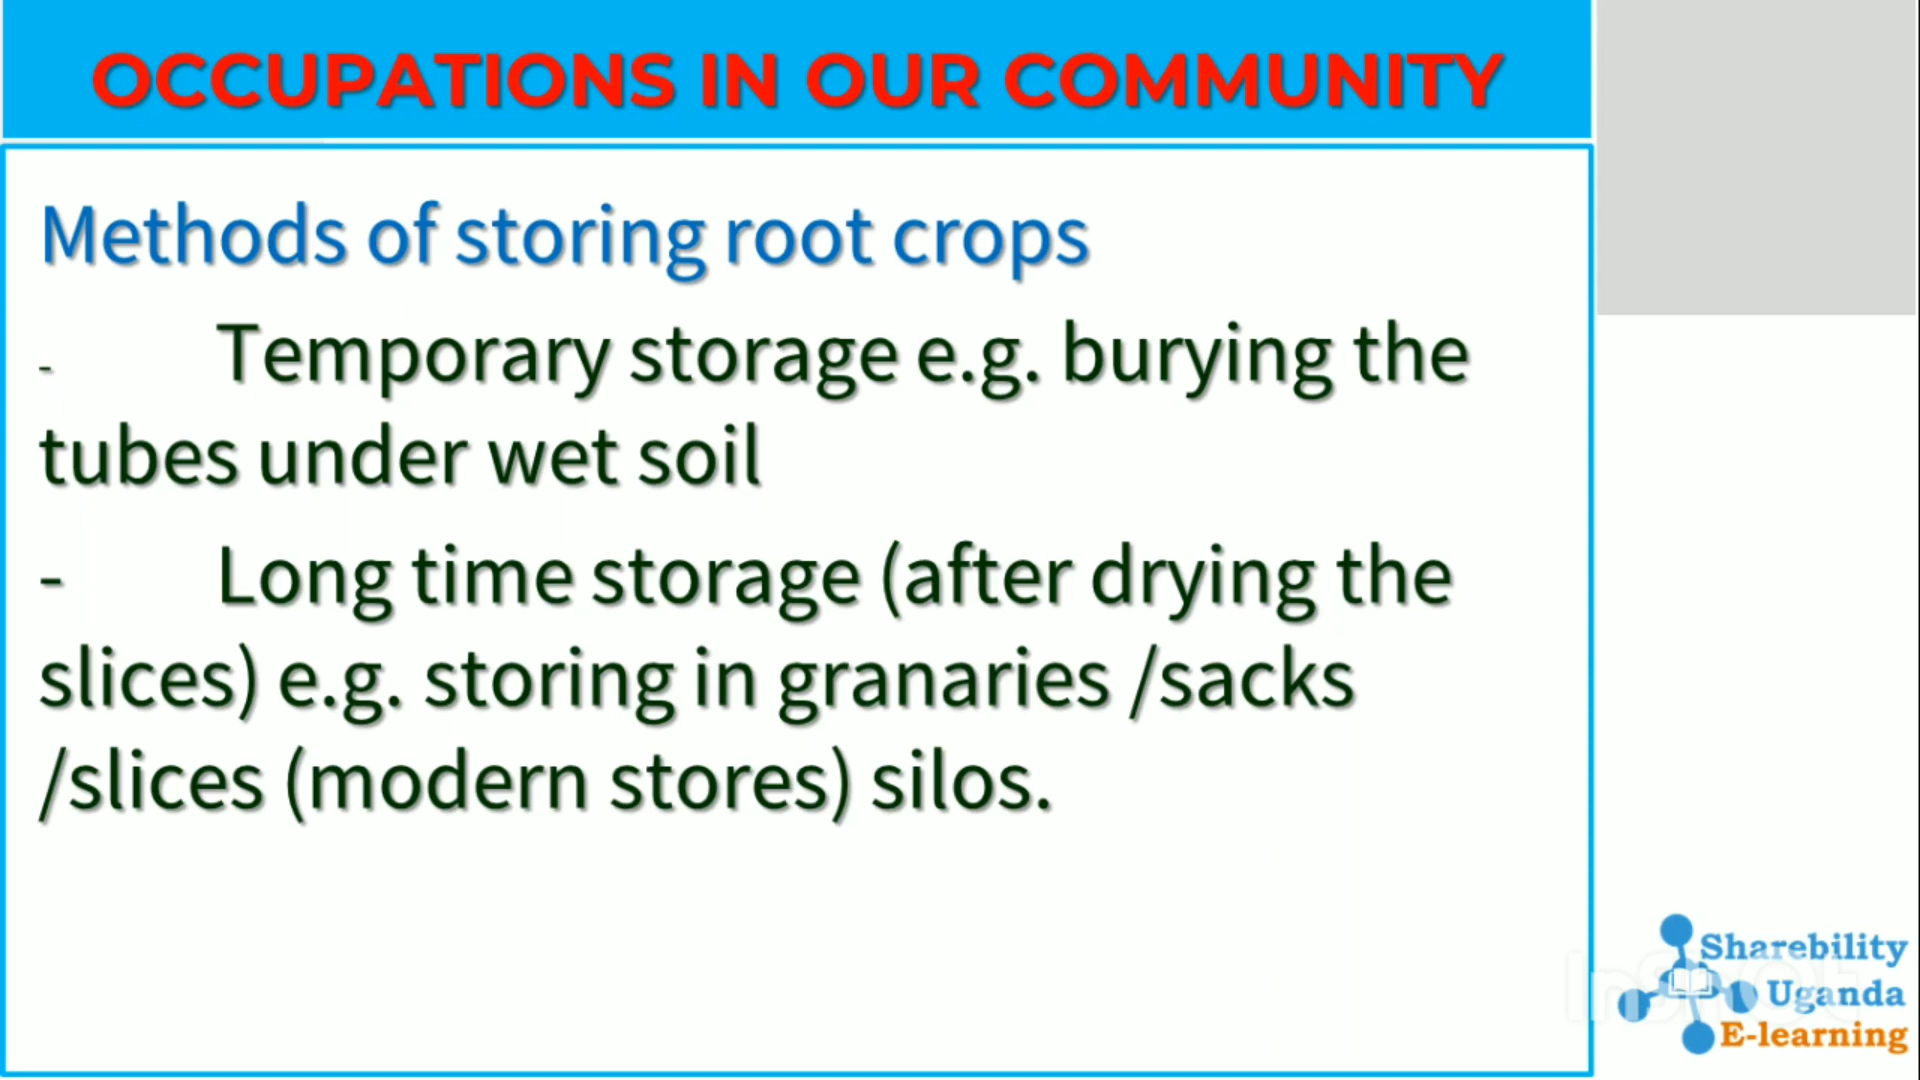 OCCUPATIONS IN OUR COMMUNITY
Methods of storing root crops
- Temporary storage e.g. burying the
tubes under wet soil
- Long time storage (after drying the
slices) e.g. storing in granaries /sacks
/slices (modern stores) silos.
Sharebility
Uganda
E-learning
InShOt